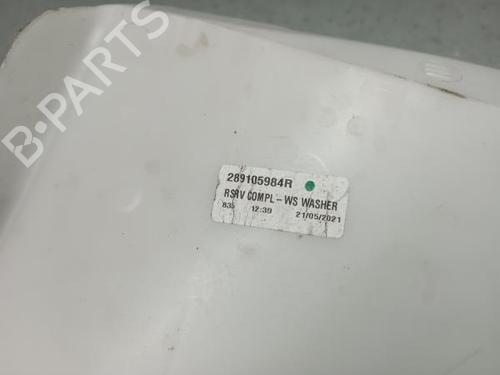 289105984R
RSRV COMPL-WS WASHER
835 12:39 21/05/2021
B-PARTS